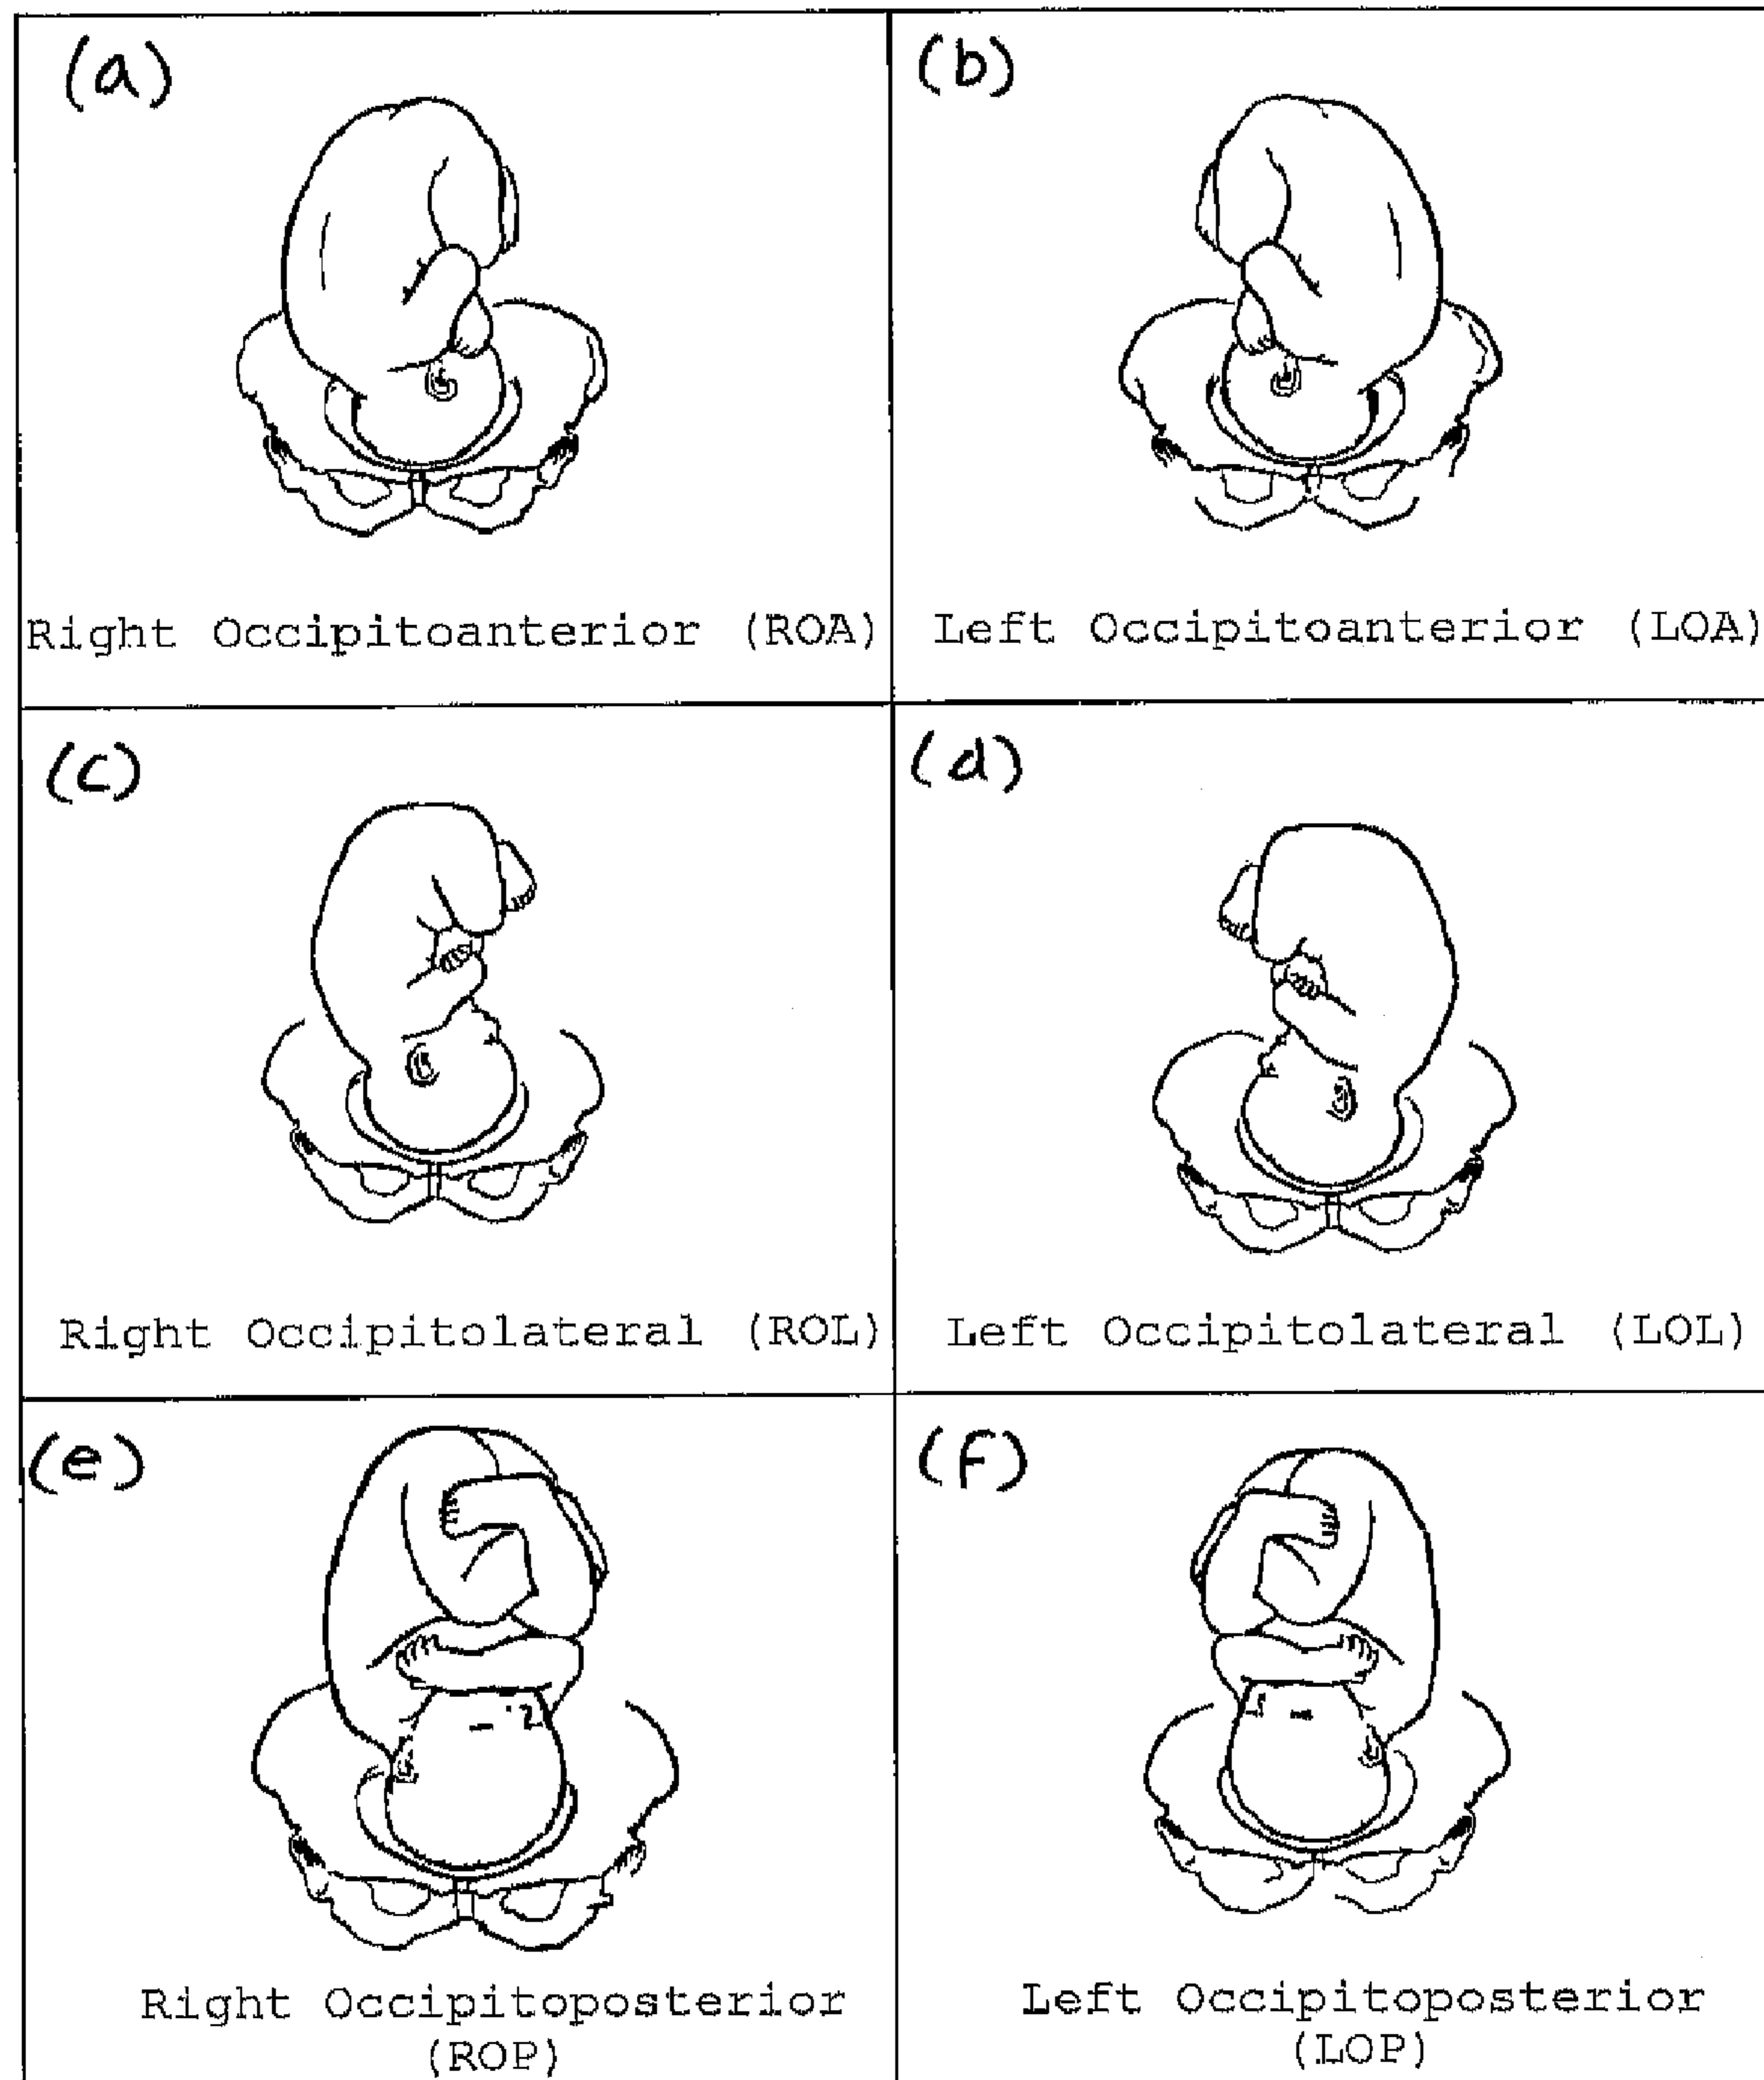 (a)
(b)
Right Occipitoanterior (ROA)
Left Occipitoanterior (LOA)
(c)
(d)
Right Occipitolateral (ROL)
Left Occipitolateral (LOL)
(e)
(f)
Right Occipitoposterior
(ROP)
Left Occipitoposterior
(LOP)